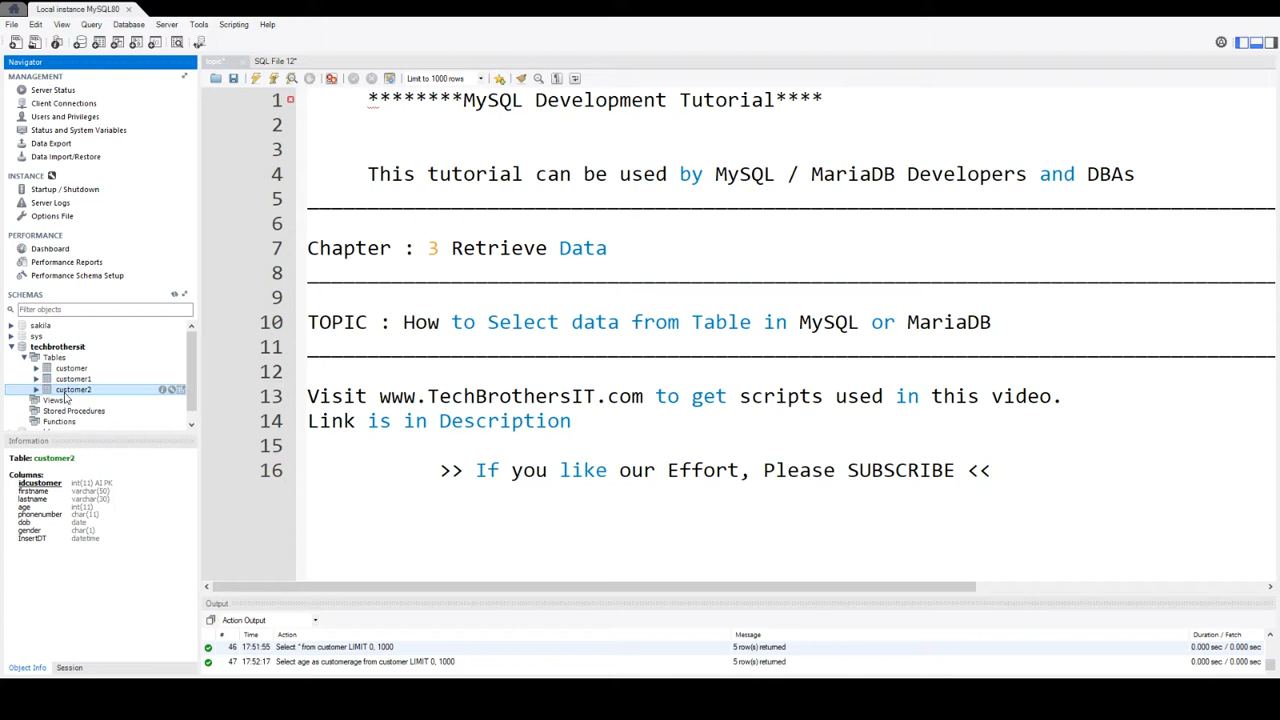 Local instance MySQL80
File Edit View Query Database Server Tools Scripting Help
Navigator
MANAGEMENT
Server Status
Client Connections
Users and Privileges
Status and System Variables
Data Export
Data Import/Restore
INSTANCE
Startup / Shutdown
Server Logs
Options File
PERFORMANCE
Dashboard
Performance Reports
Performance Schema Setup
SCHEMAS
Filter objects
sakila
sys
techbrothersit
Tables
customer
customer1
customer2
Views
Stored Procedures
Functions
Information
Table: customer2
Columns:
idcustomer int(11) AI PK
firstname varchar(50)
lastname varchar(30)
age int(11)
phonenumber char(11)
dob date
gender char(1)
InsertDT datetime
Object Info Session
topic* SQL File 12*
Limit to 1000 rows
1 ********MySQL Development Tutorial****
2
3
4 This tutorial can be used by MySQL / MariaDB Developers and DBAs
5
6
7 Chapter : 3 Retrieve Data
8
9
10 TOPIC : How to Select data from Table in MySQL or MariaDB
11
12
13 Visit www.TechBrothersIT.com to get scripts used in this video.
14 Link is in Description
15
16 >> If you like our Effort, Please SUBSCRIBE <<
Output
Action Output
# Time Action Message Duration / Fetch
46 17:51:55 Select * from customer LIMIT 0, 1000 5 row(s) returned 0.000 sec / 0.000 sec
47 17:52:17 Select age as customerage from customer LIMIT 0, 1000 5 row(s) returned 0.000 sec / 0.000 sec